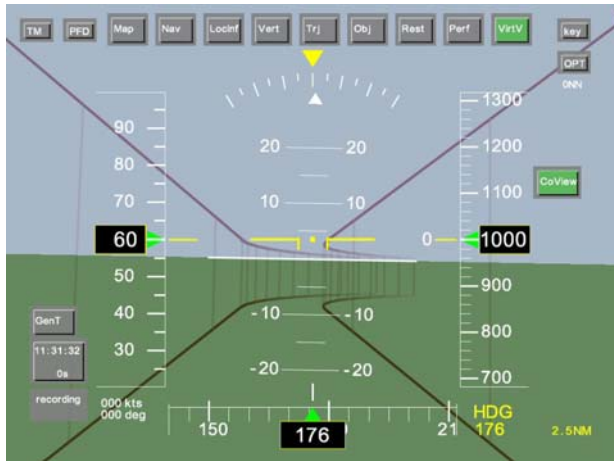 TM PFD Map Nav LocInf Vert Trj Obj Rest Perf VirtV key
OPT
0NN
90 1300
80 20 20 1200
70 10 10 1100
CoView
60 0 1000
50 900
40 -10 -10 800
30 -20 -20 700
GenT
11:31:32
0s
recording
000 kts
000 deg
150 21
176
HDG
176
2.5NM